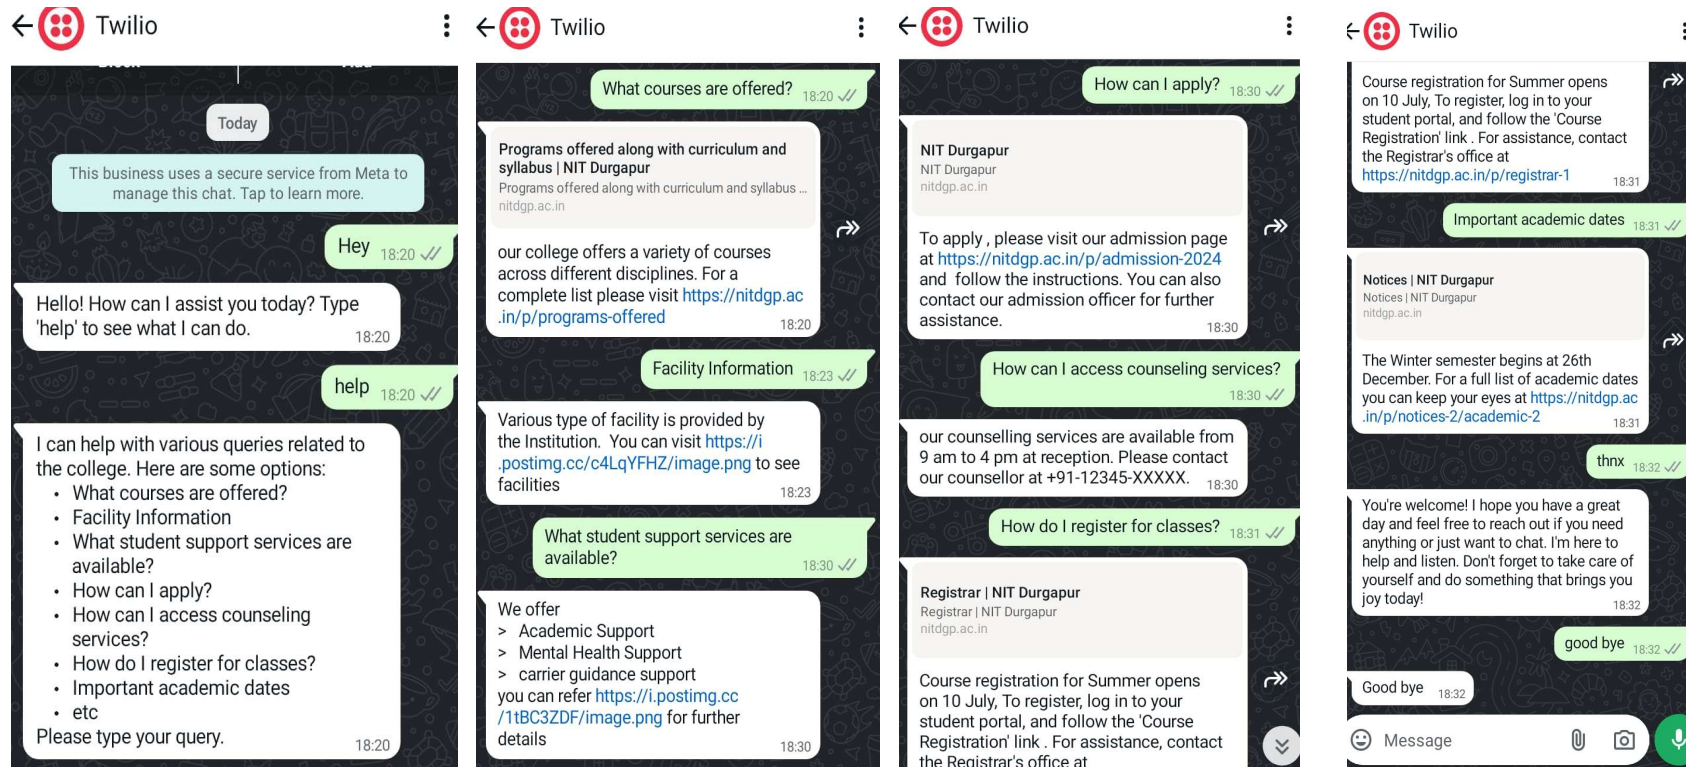 Twilio
Today
This business uses a secure service from Meta to
manage this chat. Tap to learn more.
Hey 18:20
Hello! How can I assist you today? Type
'help' to see what I can do.
18:20
help 18:20
I can help with various queries related to
the college. Here are some options:
• What courses are offered?
• Facility Information
• What student support services are
available?
• How can I apply?
• How can I access counseling
services?
• How do I register for classes?
• Important academic dates
• etc
Please type your query.
18:20
Twilio
What courses are offered? 18:20
Programs offered along with curriculum and
syllabus | NIT Durgapur
Programs offered along with curriculum and syllabus ...
nitdgp.ac.in
our college offers a variety of courses
across different disciplines. For a
complete list please visit https://nitdgp.ac
.in/p/programs-offered
18:20
Facility Information 18:23
Various type of facility is provided by
the Institution. You can visit https://i
.postimg.cc/c4LqYFHZ/image.png to see
facilities
18:23
What student support services are
available?
18:30
We offer
> Academic Support
> Mental Health Support
> carrier guidance support
you can refer https://i.postimg.cc
/1tBC3ZDF/image.png for further
details
18:30
Twilio
How can I apply? 18:30
NIT Durgapur
NIT Durgapur
nitdgp.ac.in
To apply , please visit our admission page
at https://nitdgp.ac.in/p/admission-2024
and follow the instructions. You can also
contact our admission officer for further
assistance.
18:30
How can I access counseling services?
18:30
our counselling services are available from
9 am to 4 pm at reception. Please contact
our counsellor at +91-12345-XXXXX. 18:30
How do I register for classes? 18:31
Registrar | NIT Durgapur
Registrar | NIT Durgapur
nitdgp.ac.in
Course registration for Summer opens
on 10 July, To register, log in to your
student portal, and follow the 'Course
Registration' link . For assistance, contact
the Registrar's office at
Twilio
Course registration for Summer opens
on 10 July, To register, log in to your
student portal, and follow the 'Course
Registration' link . For assistance, contact
the Registrar's office at
https://nitdgp.ac.in/p/registrar-1
18:31
Important academic dates 18:31
Notices | NIT Durgapur
Notices | NIT Durgapur
nitdgp.ac.in
The Winter semester begins at 26th
December. For a full list of academic dates
you can keep your eyes at https://nitdgp.ac
.in/p/notices-2/academic-2
18:31
thnx 18:32
You're welcome! I hope you have a great
day and feel free to reach out if you need
anything or just want to chat. I'm here to
help and listen. Don't forget to take care of
yourself and do something that brings you
joy today!
18:32
good bye 18:32
Good bye 18:32
Message